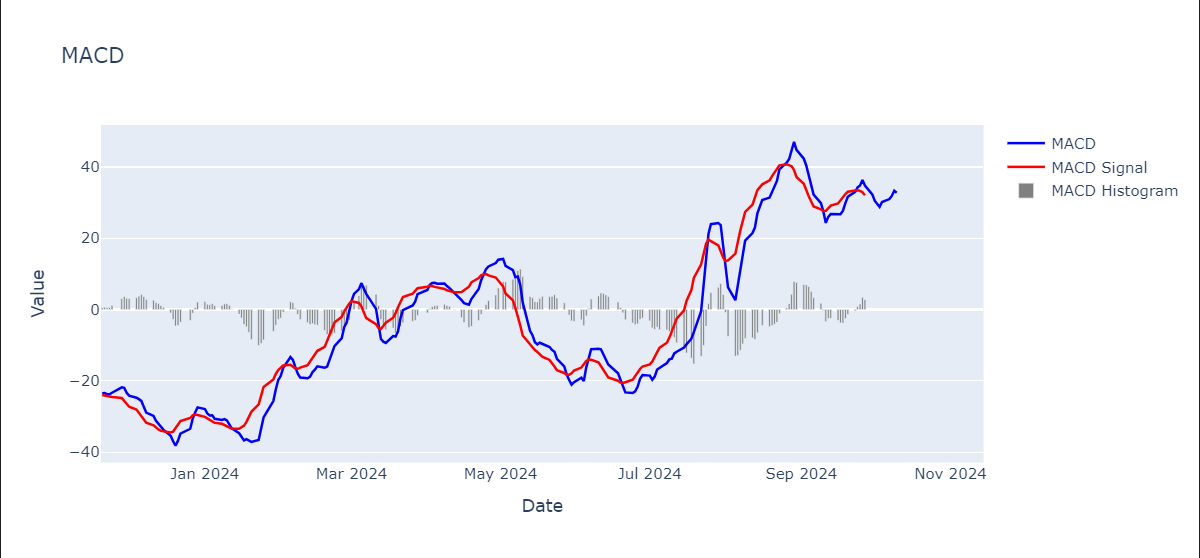 MACD
MACD
MACD Signal
MACD Histogram
Value
40
20
0
−20
−40
Jan 2024
Mar 2024
May 2024
Jul 2024
Sep 2024
Nov 2024
Date